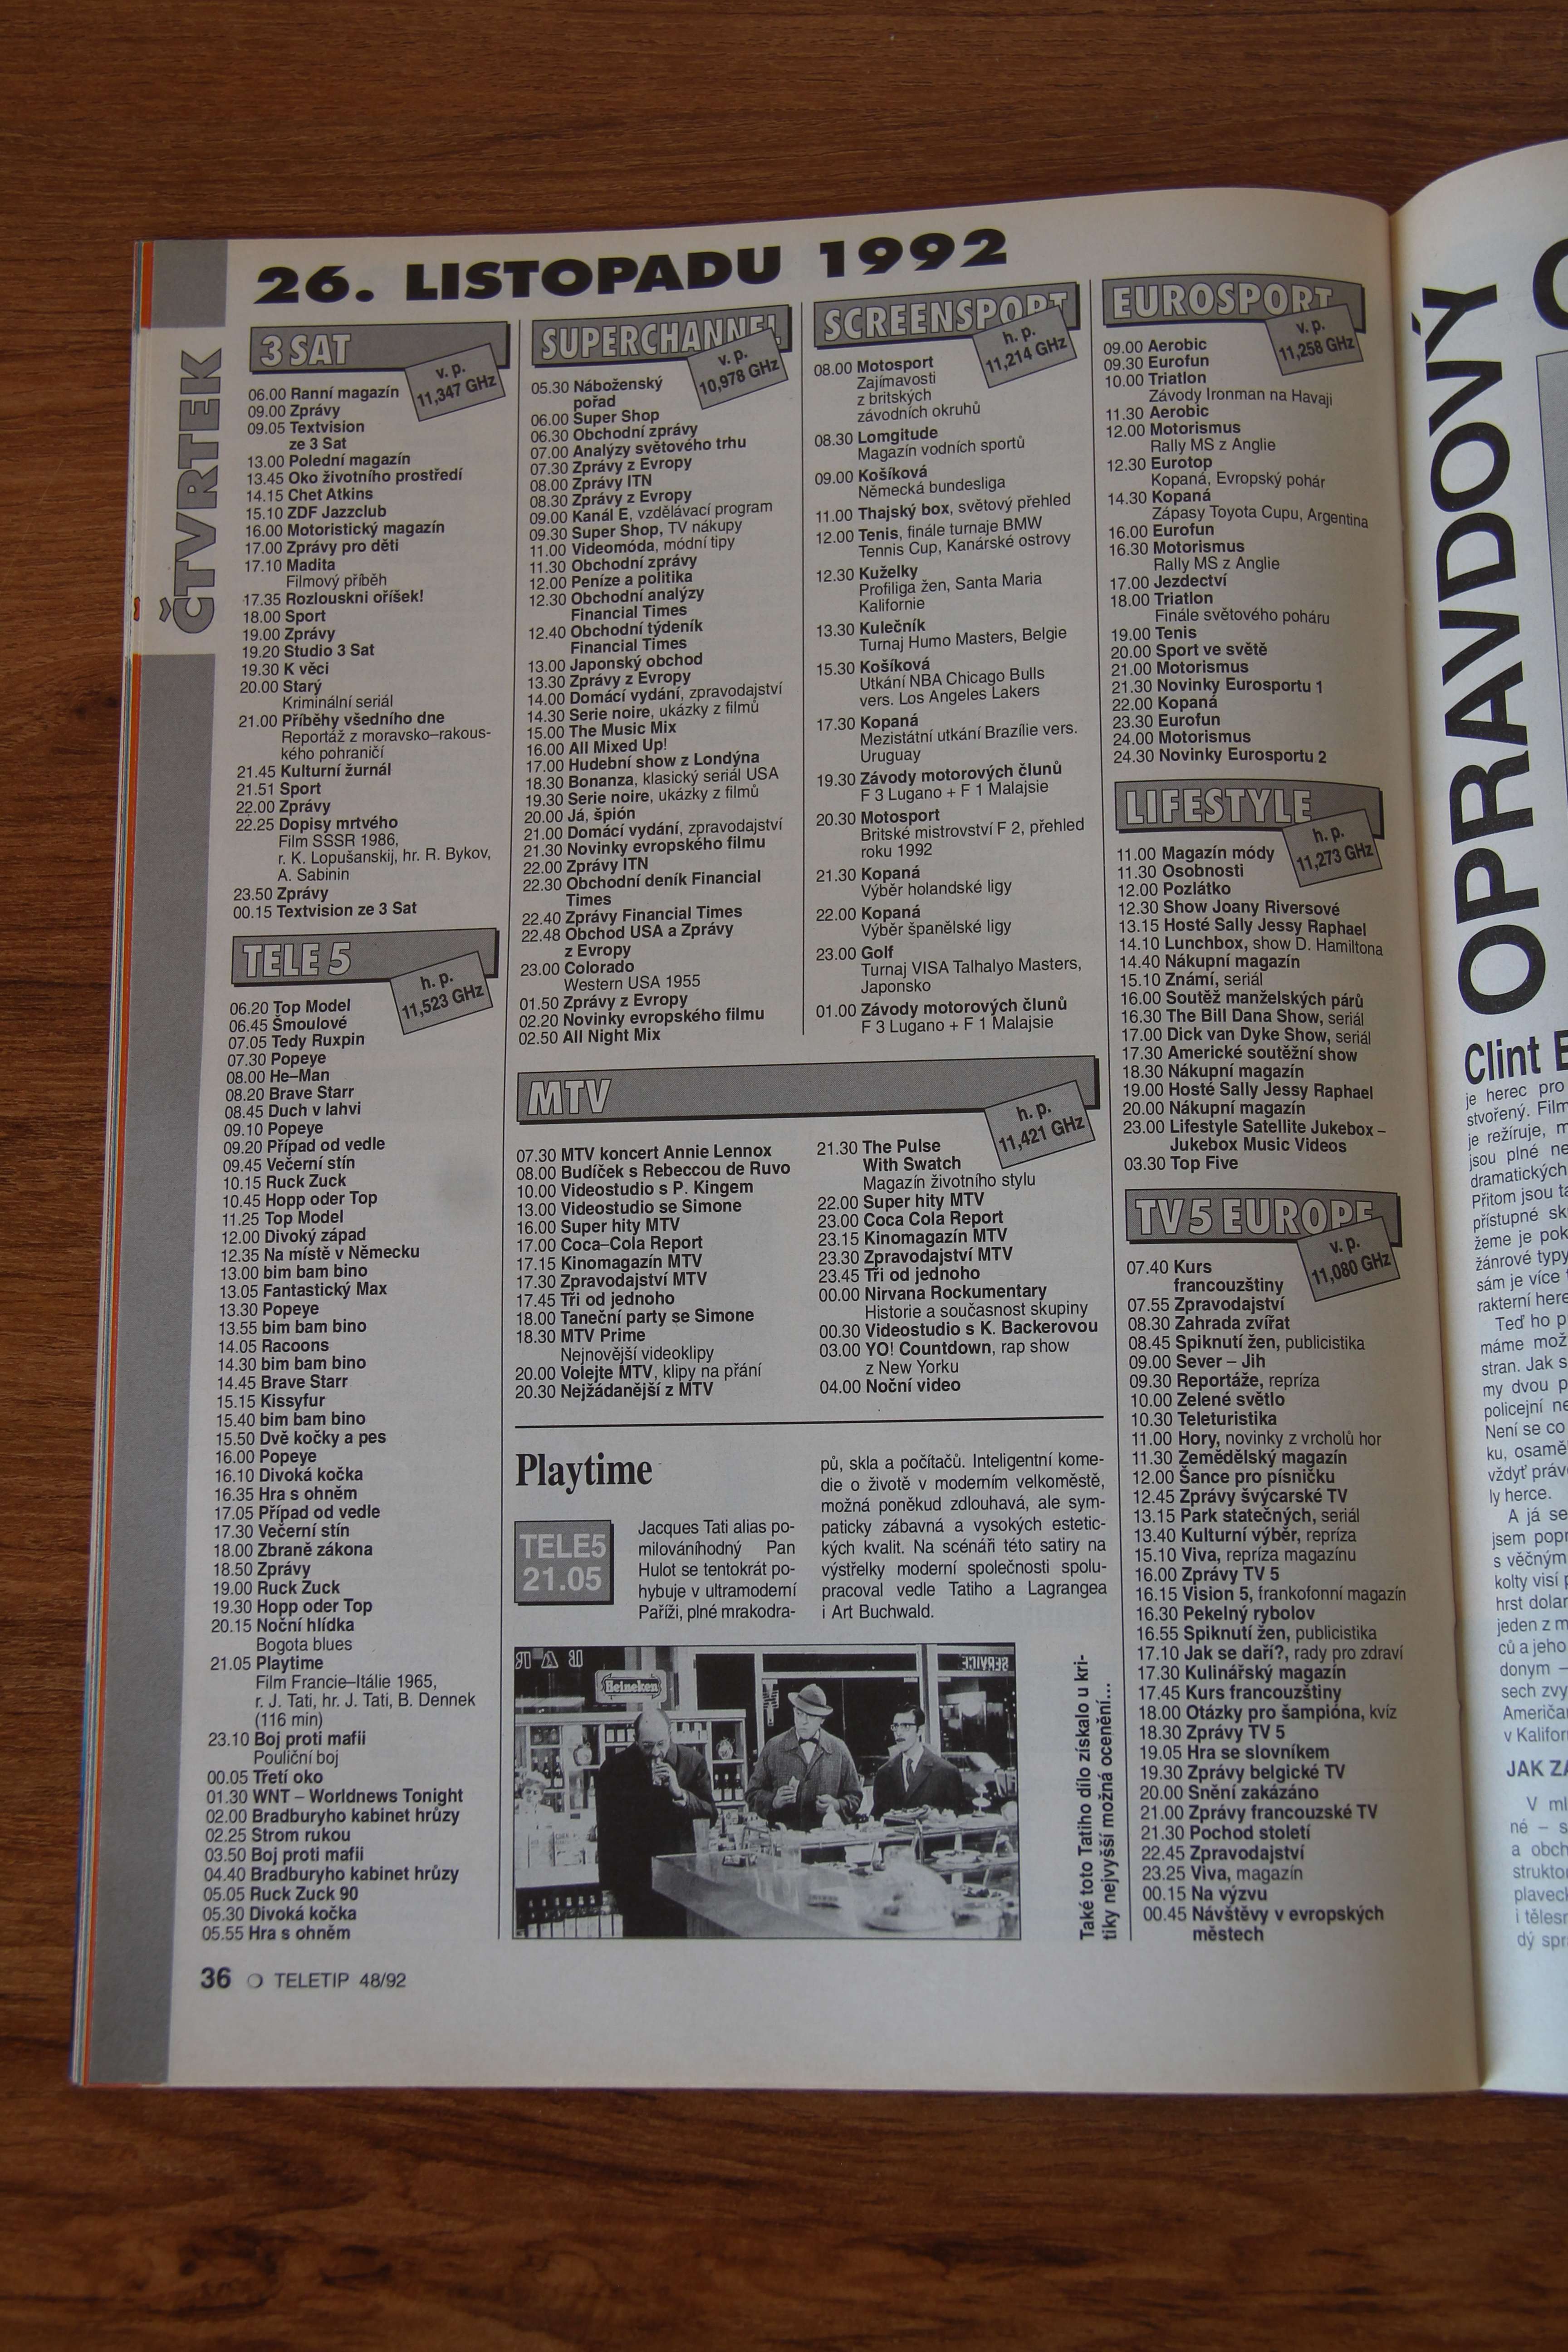 26. LISTOPADU 1992
ČTVRTEK
3 SAT
v. p.
11,347 GHz
06.00 Ranní magazín
09.00 Zprávy
09.05 Textvision
ze 3 Sat
13.00 Polední magazín
13.45 Oko životního prostředí
14.15 Chet Atkins
15.10 ZDF Jazzclub
16.00 Motoristický magazín
17.00 Zprávy pro děti
17.10 Madita
Filmový příběh
17.35 Rozlouskni oříšek!
18.00 Sport
19.00 Zprávy
19.20 Studio 3 Sat
19.30 K věci
20.00 Starý
Kriminální seriál
21.00 Příběhy všedního dne
Reportáž z moravsko–rakous-
kého pohraničí
21.45 Kulturní žurnál
21.51 Sport
22.00 Zprávy
22.25 Dopisy mrtvého
Film SSSR 1986,
r. K. Lopušanskij, hr. R. Bykov,
A. Sabinin
23.50 Zprávy
00.15 Textvision ze 3 Sat
TELE 5
h. p.
11,523 GHz
06.20 Top Model
06.45 Šmoulové
07.05 Tedy Ruxpin
07.30 Popeye
08.00 He–Man
08.20 Brave Starr
08.45 Duch v lahvi
09.10 Popeye
09.20 Případ od vedle
09.45 Večerní stín
10.15 Ruck Zuck
10.45 Hopp oder Top
11.25 Top Model
12.00 Divoký západ
12.35 Na místě v Německu
13.00 bim bam bino
13.05 Fantastický Max
13.30 Popeye
13.55 bim bam bino
14.05 Racoons
14.30 bim bam bino
14.45 Brave Starr
15.15 Kissyfur
15.40 bim bam bino
15.50 Dvě kočky a pes
16.00 Popeye
16.10 Divoká kočka
16.35 Hra s ohněm
17.05 Případ od vedle
17.30 Večerní stín
18.00 Zbraně zákona
18.50 Zprávy
19.00 Ruck Zuck
19.30 Hopp oder Top
20.15 Noční hlídka
Bogota blues
21.05 Playtime
Film Francie–Itálie 1965,
r. J. Tati, hr. J. Tati, B. Dennek
(116 min)
23.10 Boj proti mafii
Pouliční boj
00.05 Třetí oko
01.30 WNT – Worldnews Tonight
02.00 Bradburyho kabinet hrůzy
02.25 Strom rukou
03.50 Boj proti mafii
04.40 Bradburyho kabinet hrůzy
05.05 Ruck Zuck 90
05.30 Divoká kočka
05.55 Hra s ohněm
SUPERCHANNEL
v. p.
10,978 GHz
05.30 Náboženský
pořad
06.00 Super Shop
06.30 Obchodní zprávy
07.00 Analýzy světového trhu
07.30 Zprávy z Evropy
08.00 Zprávy ITN
08.30 Zprávy z Evropy
09.00 Kanál E, vzdělávací program
09.30 Super Shop, TV nákupy
11.00 Videomóda, módní tipy
11.30 Obchodní zprávy
12.00 Peníze a politika
12.30 Obchodní analýzy
Financial Times
12.40 Obchodní týdeník
Financial Times
13.00 Japonský obchod
13.30 Zprávy z Evropy
14.00 Domácí vydání, zpravodajství
14.30 Serie noire, ukázky z filmů
15.00 The Music Mix
16.00 All Mixed Up!
17.00 Hudební show z Londýna
18.30 Bonanza, klasický seriál USA
19.30 Serie noire, ukázky z filmů
20.00 Já, špión
21.00 Domácí vydání, zpravodajství
21.30 Novinky evropského filmu
22.00 Zprávy ITN
22.30 Obchodní deník Financial
Times
22.40 Zprávy Financial Times
22.48 Obchod USA a Zprávy
z Evropy
23.00 Colorado
Western USA 1955
01.50 Zprávy z Evropy
02.20 Novinky evropského filmu
02.50 All Night Mix
SCREENSPORT
h. p.
11,214 GHz
08.00 Motosport
Zajímavosti
z britských
závodních okruhů
08.30 Lomgitude
Magazín vodních sportů
09.00 Košíková
Německá bundesliga
11.00 Thajský box, světový přehled
12.00 Tenis, finále turnaje BMW
Tennis Cup, Kanárské ostrovy
12.30 Kuželky
Profiliga žen, Santa Maria
Kalifornie
13.30 Kulečník
Turnaj Humo Masters, Belgie
15.30 Košíková
Utkání NBA Chicago Bulls
vers. Los Angeles Lakers
17.30 Kopaná
Mezistátní utkání Brazílie vers.
Uruguay
19.30 Závody motorových člunů
F 3 Lugano + F 1 Malajsie
20.30 Motosport
Britské mistrovství F 2, přehled
roku 1992
21.30 Kopaná
Výběr holandské ligy
22.00 Kopaná
Výběr španělské ligy
23.00 Golf
Turnaj VISA Talhalyo Masters,
Japonsko
01.00 Závody motorových člunů
F 3 Lugano + F 1 Malajsie
MTV
h. p.
11,421 GHz
07.30 MTV koncert Annie Lennox
08.00 Budíček s Rebeccou de Ruvo
10.00 Videostudio s P. Kingem
13.00 Videostudio se Simone
16.00 Super hity MTV
17.00 Coca–Cola Report
17.15 Kinomagazín MTV
17.30 Zpravodajství MTV
17.45 Tři od jednoho
18.00 Taneční party se Simone
18.30 MTV Prime
Nejnovější videoklipy
20.00 Volejte MTV, klipy na přání
20.30 Nejžádanější z MTV
21.30 The Pulse
With Swatch
Magazín životního stylu
22.00 Super hity MTV
23.00 Coca Cola Report
23.15 Kinomagazín MTV
23.30 Zpravodajství MTV
23.45 Tři od jednoho
00.00 Nirvana Rockumentary
Historie a současnost skupiny
00.30 Videostudio s K. Backerovou
03.00 YO! Countdown, rap show
z New Yorku
04.00 Noční video
Playtime
TELE5
21.05
Jacques Tati alias po-
milováníhodný Pan
Hulot se tentokrát po-
hybuje v ultramoderní
Paříži, plné mrakodra-
pů, skla a počítačů. Inteligentní kome-
die o životě v moderním velkoměstě,
možná poněkud zdlouhavá, ale sym-
paticky zábavná a vysokých estetic-
kých kvalit. Na scénáři této satiry na
výstřelky moderní společnosti spolu-
pracoval vedle Tatiho a Lagrangea
i Art Buchwald.
BAR
Heineken
SERVICE
Také toto Tatiho dílo získalo u kri-
tiky nejvyšší možná ocenění...
EUROSPORT
v. p.
11,258 GHz
09.00 Aerobic
09.30 Eurofun
10.00 Triatlon
Závody Ironman na Havaji
11.30 Aerobic
12.00 Motorismus
Rally MS z Anglie
12.30 Eurotop
Kopaná, Evropský pohár
14.30 Kopaná
Zápasy Toyota Cupu, Argentina
16.00 Eurofun
16.30 Motorismus
Rally MS z Anglie
17.00 Jezdectví
18.00 Triatlon
Finále světového poháru
19.00 Tenis
20.00 Sport ve světě
21.00 Motorismus
21.30 Novinky Eurosportu 1
22.00 Kopaná
23.30 Eurofun
24.00 Motorismus
24.30 Novinky Eurosportu 2
LIFESTYLE
h. p.
11,273 GHz
11.00 Magazín módy
11.30 Osobnosti
12.00 Pozlátko
12.30 Show Joany Riversové
13.15 Hosté Sally Jessy Raphael
14.10 Lunchbox, show D. Hamiltona
14.40 Nákupní magazín
15.10 Známí, seriál
16.00 Soutěž manželských párů
16.30 The Bill Dana Show, seriál
17.00 Dick van Dyke Show, seriál
17.30 Americké soutěžní show
18.30 Nákupní magazín
19.00 Hosté Sally Jessy Raphael
20.00 Nákupní magazín
23.00 Lifestyle Satellite Jukebox –
Jukebox Music Videos
03.30 Top Five
TV5 EUROPE
v. p.
11,080 GHz
07.40 Kurs
francouzštiny
07.55 Zpravodajství
08.30 Zahrada zvířat
08.45 Spiknutí žen, publicistika
09.00 Sever – Jih
09.30 Reportáže, repríza
10.00 Zelené světlo
10.30 Teleturistika
11.00 Hory, novinky z vrcholů hor
11.30 Zemědělský magazín
12.00 Šance pro písničku
12.45 Zprávy švýcarské TV
13.15 Park statečných, seriál
13.40 Kulturní výběr, repríza
15.10 Viva, repríza magazínu
16.00 Zprávy TV 5
16.15 Vision 5, frankofonní magazín
16.30 Pekelný rybolov
16.55 Spiknutí žen, publicistika
17.10 Jak se daří?, rady pro zdraví
17.30 Kulinářský magazín
17.45 Kurs francouzštiny
18.00 Otázky pro šampióna, kvíz
18.30 Zprávy TV 5
19.05 Hra se slovníkem
19.30 Zprávy belgické TV
20.00 Snění zakázáno
21.00 Zprávy francouzské TV
21.30 Pochod století
22.45 Zpravodajství
23.25 Viva, magazín
00.15 Na výzvu
00.45 Návštěvy v evropských
městech
36 TELETIP 48/92
OPRAVDOVÝ
Clint
je herec pro
stvořený.
je režíruje,
jsou plné
dramatických
Přitom jsou
přístupné
žeme je
žánrové typy
sám je více
rakterní
Teď ho
máme
stran. Jak
my dvou
policejní
Není se co
ku,
vždyť
ly herce.
A já se
jsem
s věčným
kolty visí
hrst
jeden z
ců a jeho
donym –
sech
v
JAK
V
né –
a
i
dý